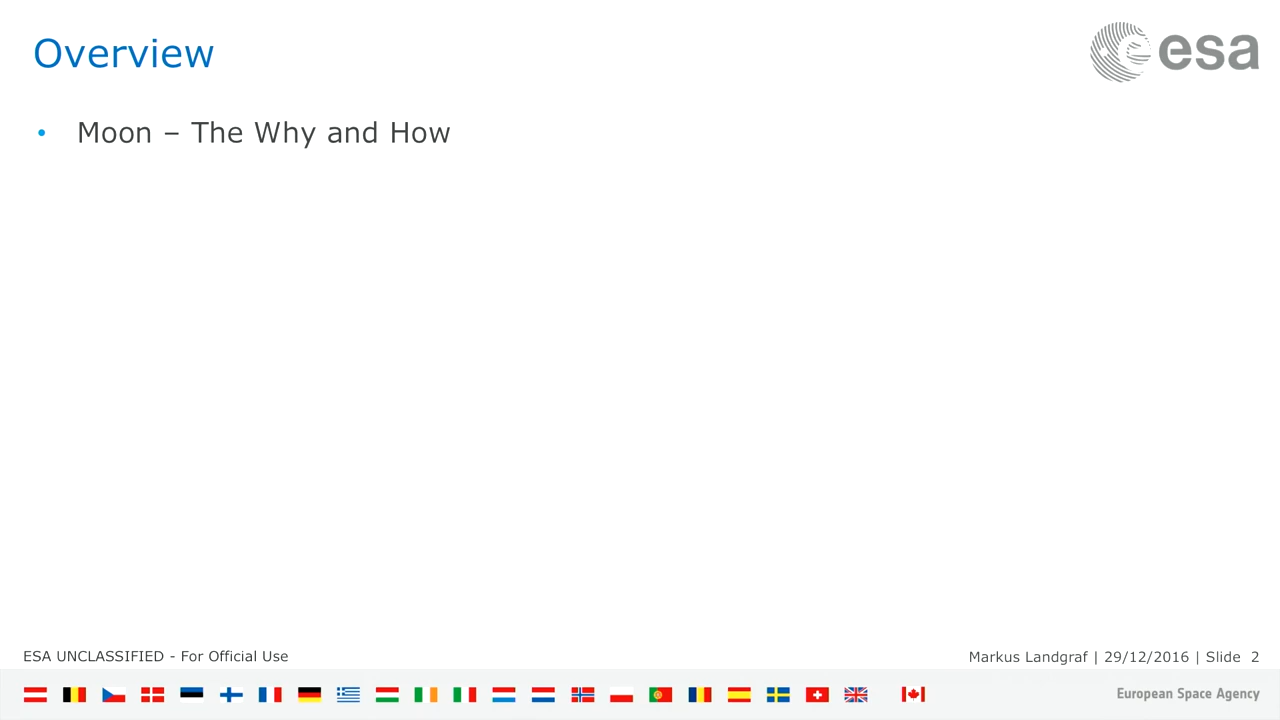 Overview
esa
• Moon – The Why and How
ESA UNCLASSIFIED - For Official Use
Markus Landgraf | 29/12/2016 | Slide 2
European Space Agency